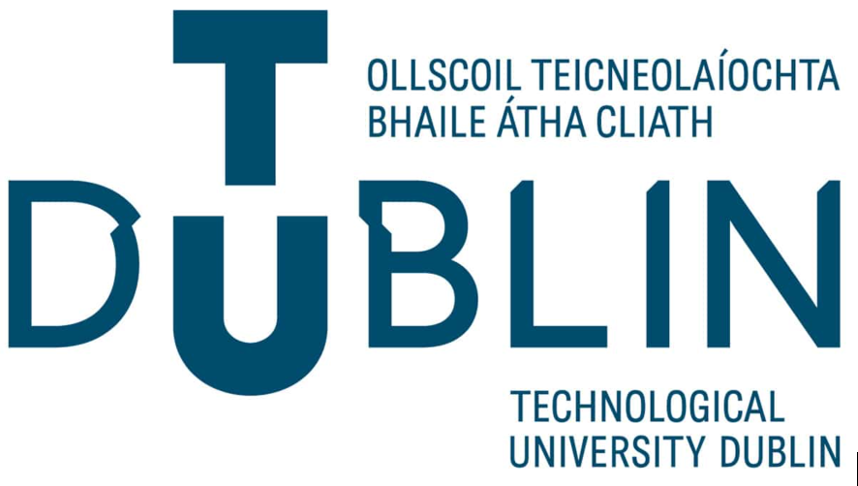 T
OLLSCOIL TEICNEOLAÍOCHTA
BHAILE ÁTHA CLIATH
DUBLIN
TECHNOLOGICAL
UNIVERSITY DUBLIN